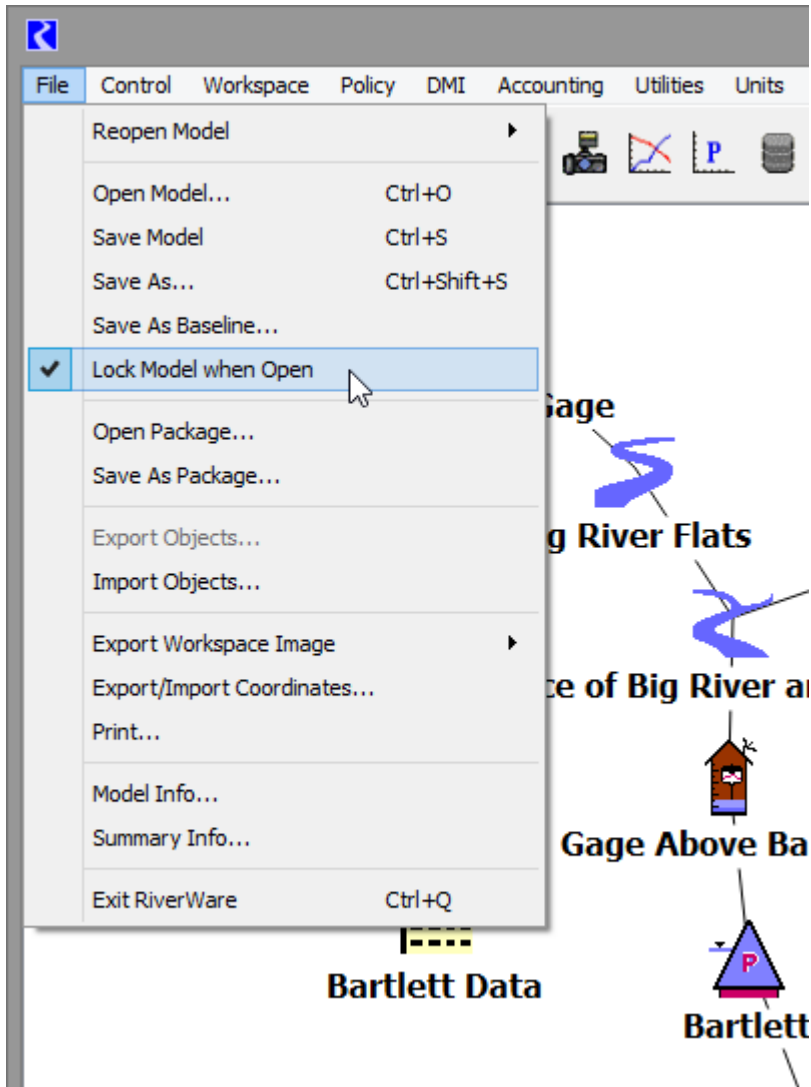 File Control Workspace Policy DMI Accounting Utilities Units
Reopen Model
Open Model... Ctrl+O
Save Model Ctrl+S
Save As... Ctrl+Shift+S
Save As Baseline...
Lock Model when Open
Open Package...
Save As Package...
Export Objects...
Import Objects...
Export Workspace Image
Export/Import Coordinates...
Print...
Model Info...
Summary Info...
Exit RiverWare Ctrl+Q
P
Gage
g River Flats
ce of Big River a
Gage Above Ba
Bartlett Data
P
Bartlett